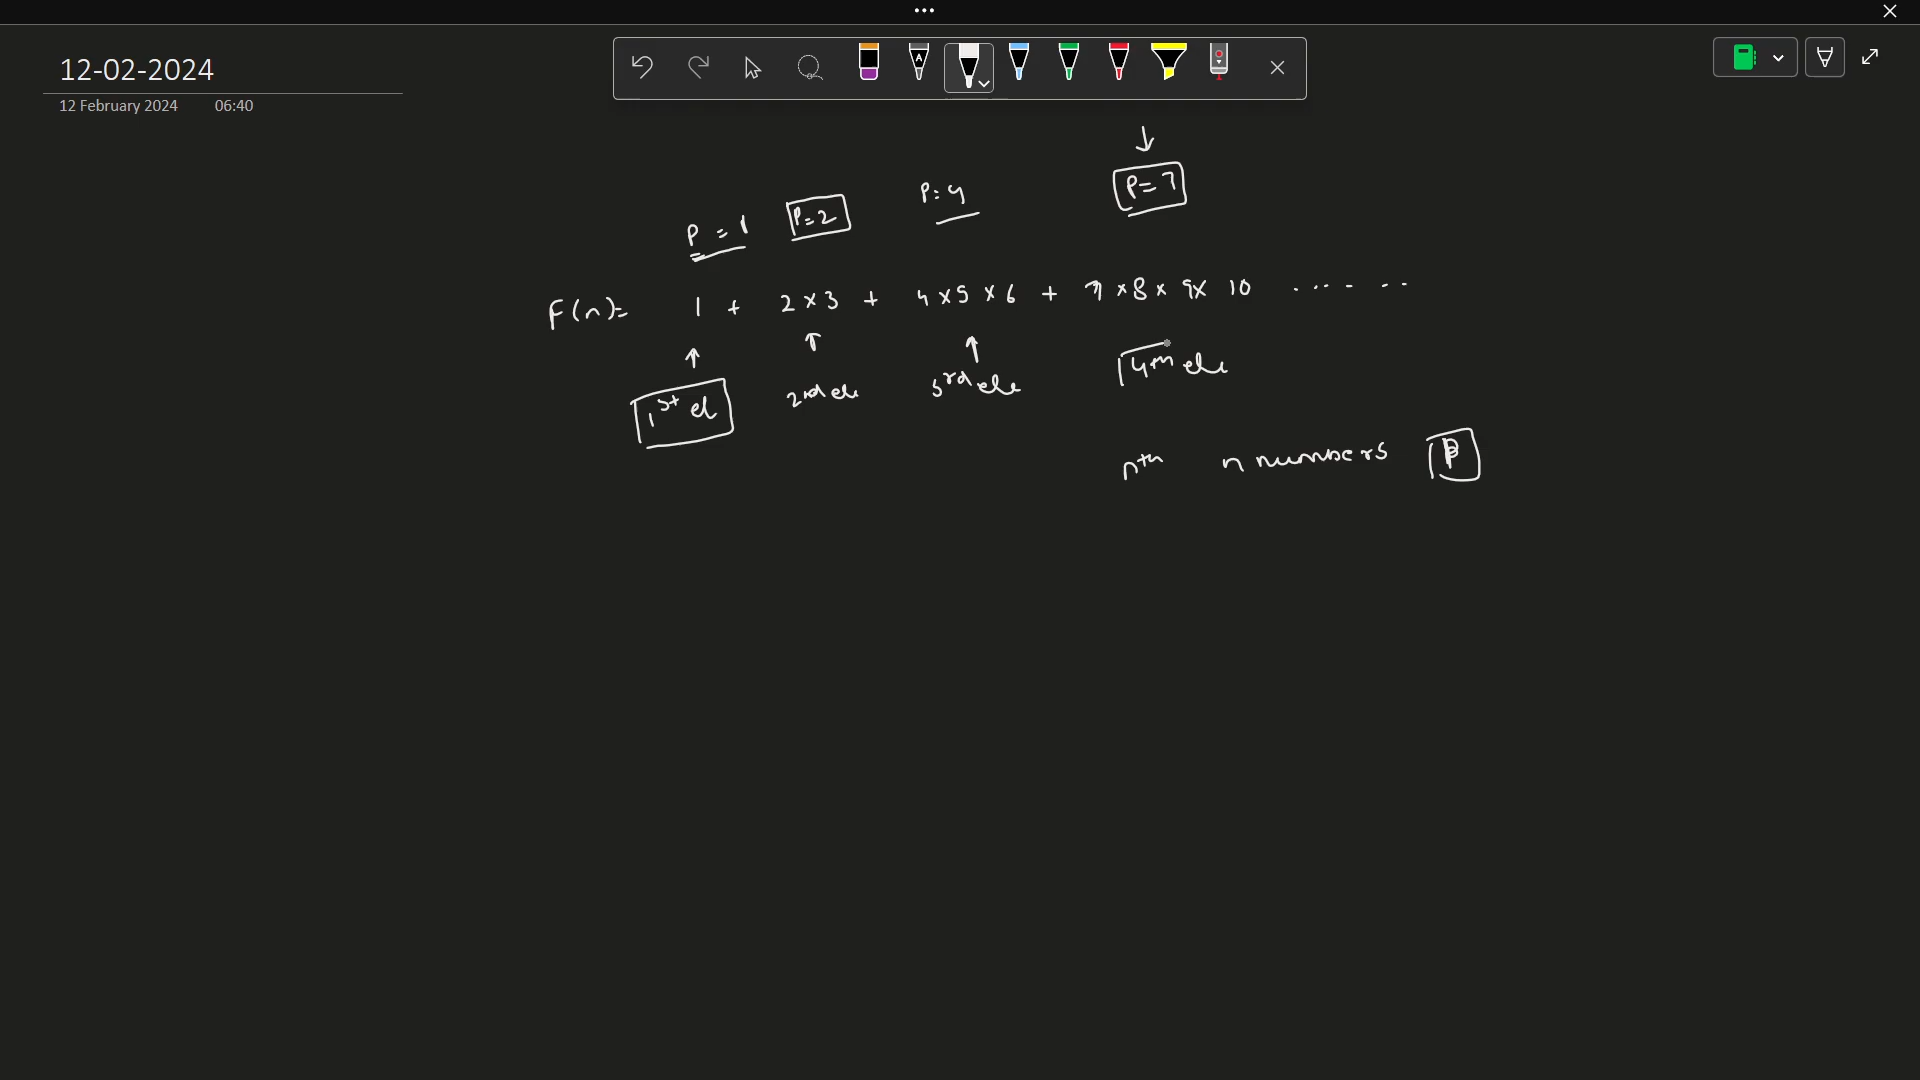 12-02-2024
12 February 2024 06:40
P=7
P=4
P=2
P = 1
F(n)= 1 + 2×3 + 4×5×6 + 7×8×9×10 ........
1st el 2nd ele 3rd ele 4th ele
nth n numbers P